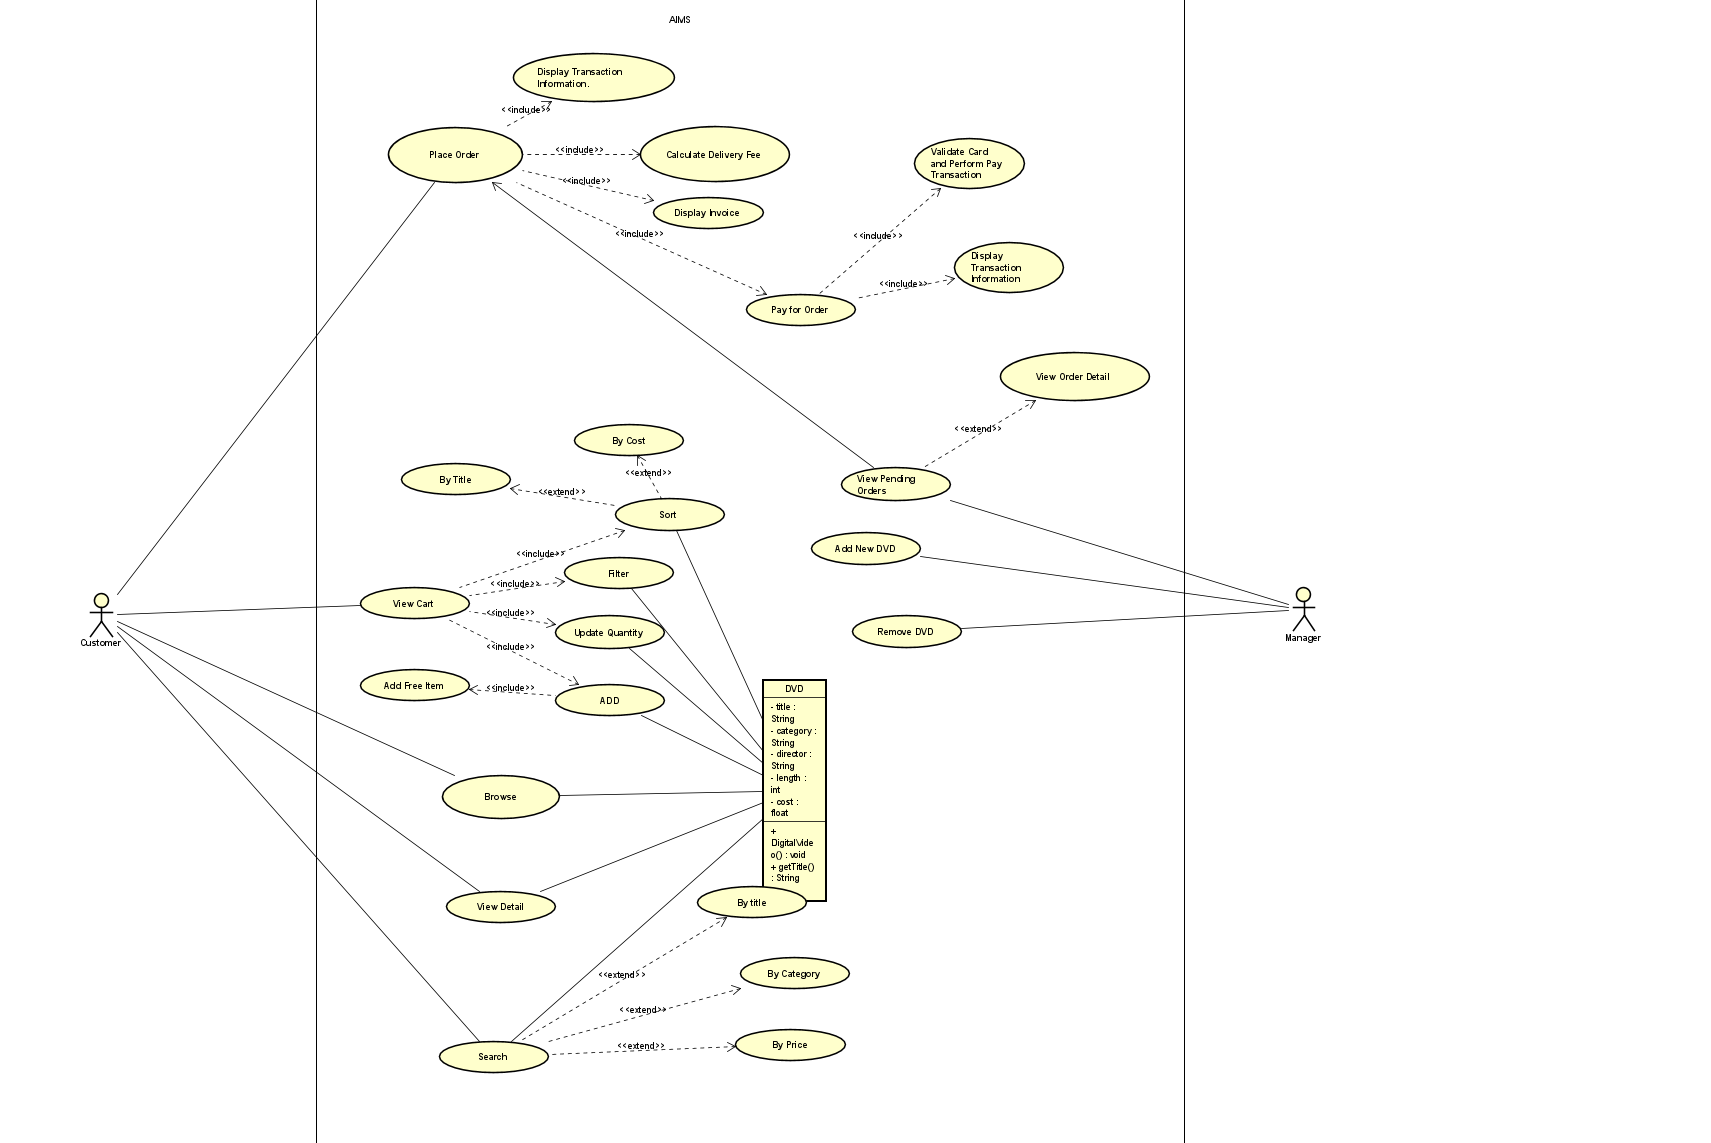 AIMS
Display Transaction
Information.
<<include>>
Place Order
<<include>>
Calculate Delivery Fee
Validate Card
and Perform Pay
Transaction
<<include>>
Display Invoice
<<include>>
<<include>>
Display
Transaction
Information
<<include>>
Pay for Order
View Order Detail
<<extend>>
By Cost
<<extend>>
By Title
<<extend>>
View Pending
Orders
Sort
Add New DVD
<<include>>
Filter
<<include>>
View Cart
<<include>>
Update Quantity
Remove DVD
Customer
Manager
<<include>>
Add Free Item
<<include>>
ADD
DVD
- title :
String
- category :
String
- director :
String
- length :
int
- cost :
float
+
DigitalVide
o() : void
+ getTitle()
: String
Browse
View Detail
By title
<<extend>>
By Category
<<extend>>
Search
<<extend>>
By Price